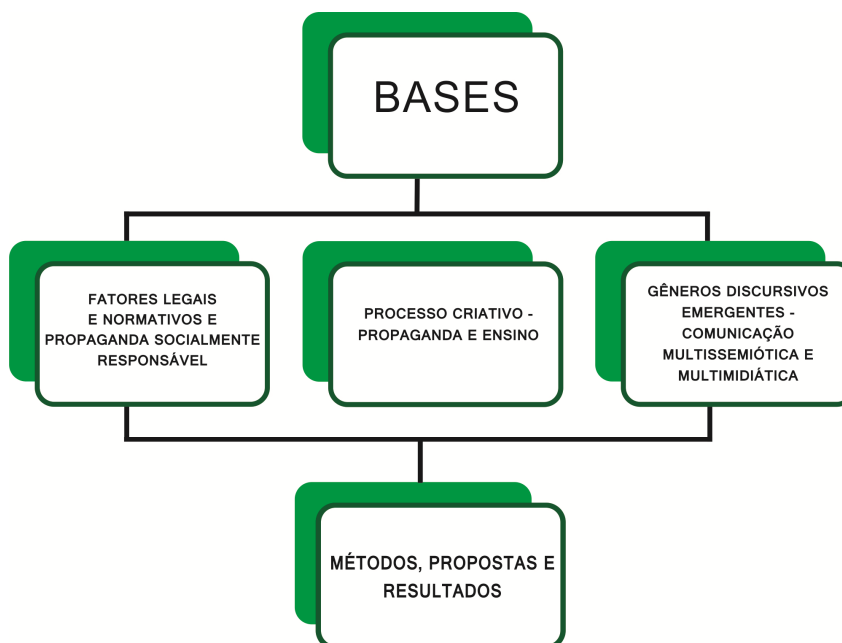 BASES
FATORES LEGAIS
E NORMATIVOS E
PROPAGANDA SOCIALMENTE
RESPONSÁVEL
PROCESSO CRIATIVO -
PROPAGANDA E ENSINO
GÊNEROS DISCURSIVOS
EMERGENTES -
COMUNICAÇÃO
MULTISSEMIÓTICA E
MULTIMIDIÁTICA
MÉTODOS, PROPOSTAS E
RESULTADOS